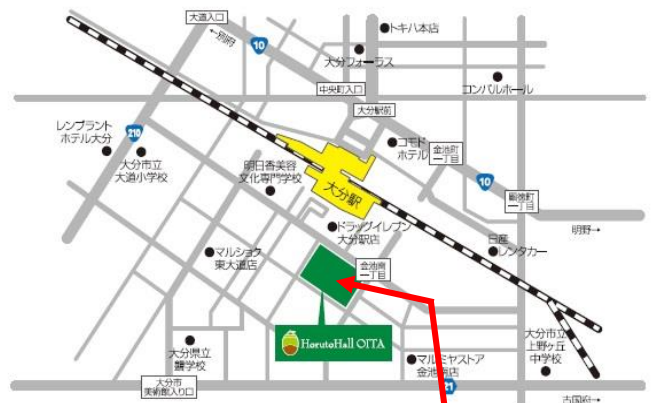 大道入口
←別府
10
トキハ本店
大分フォーラス
コンパルホール
中央町入口
大分駅前
レンブラント
ホテル大分
210
大分市立
大道小学校
コモド
ホテル
金池町
一丁目
10
明日香美容
文化専門学校
大分駅
顕徳町
一丁目
明野→
ドラッグイレブン
大分駅店
日産
レンタカー
マルショク
東大道店
金池南
一丁目
HorutoHall OITA
大分県立
聾学校
大分市立
上野ヶ丘
中学校
マルミヤストア
金池南店
大分市
美術館入り口
21
古国府→